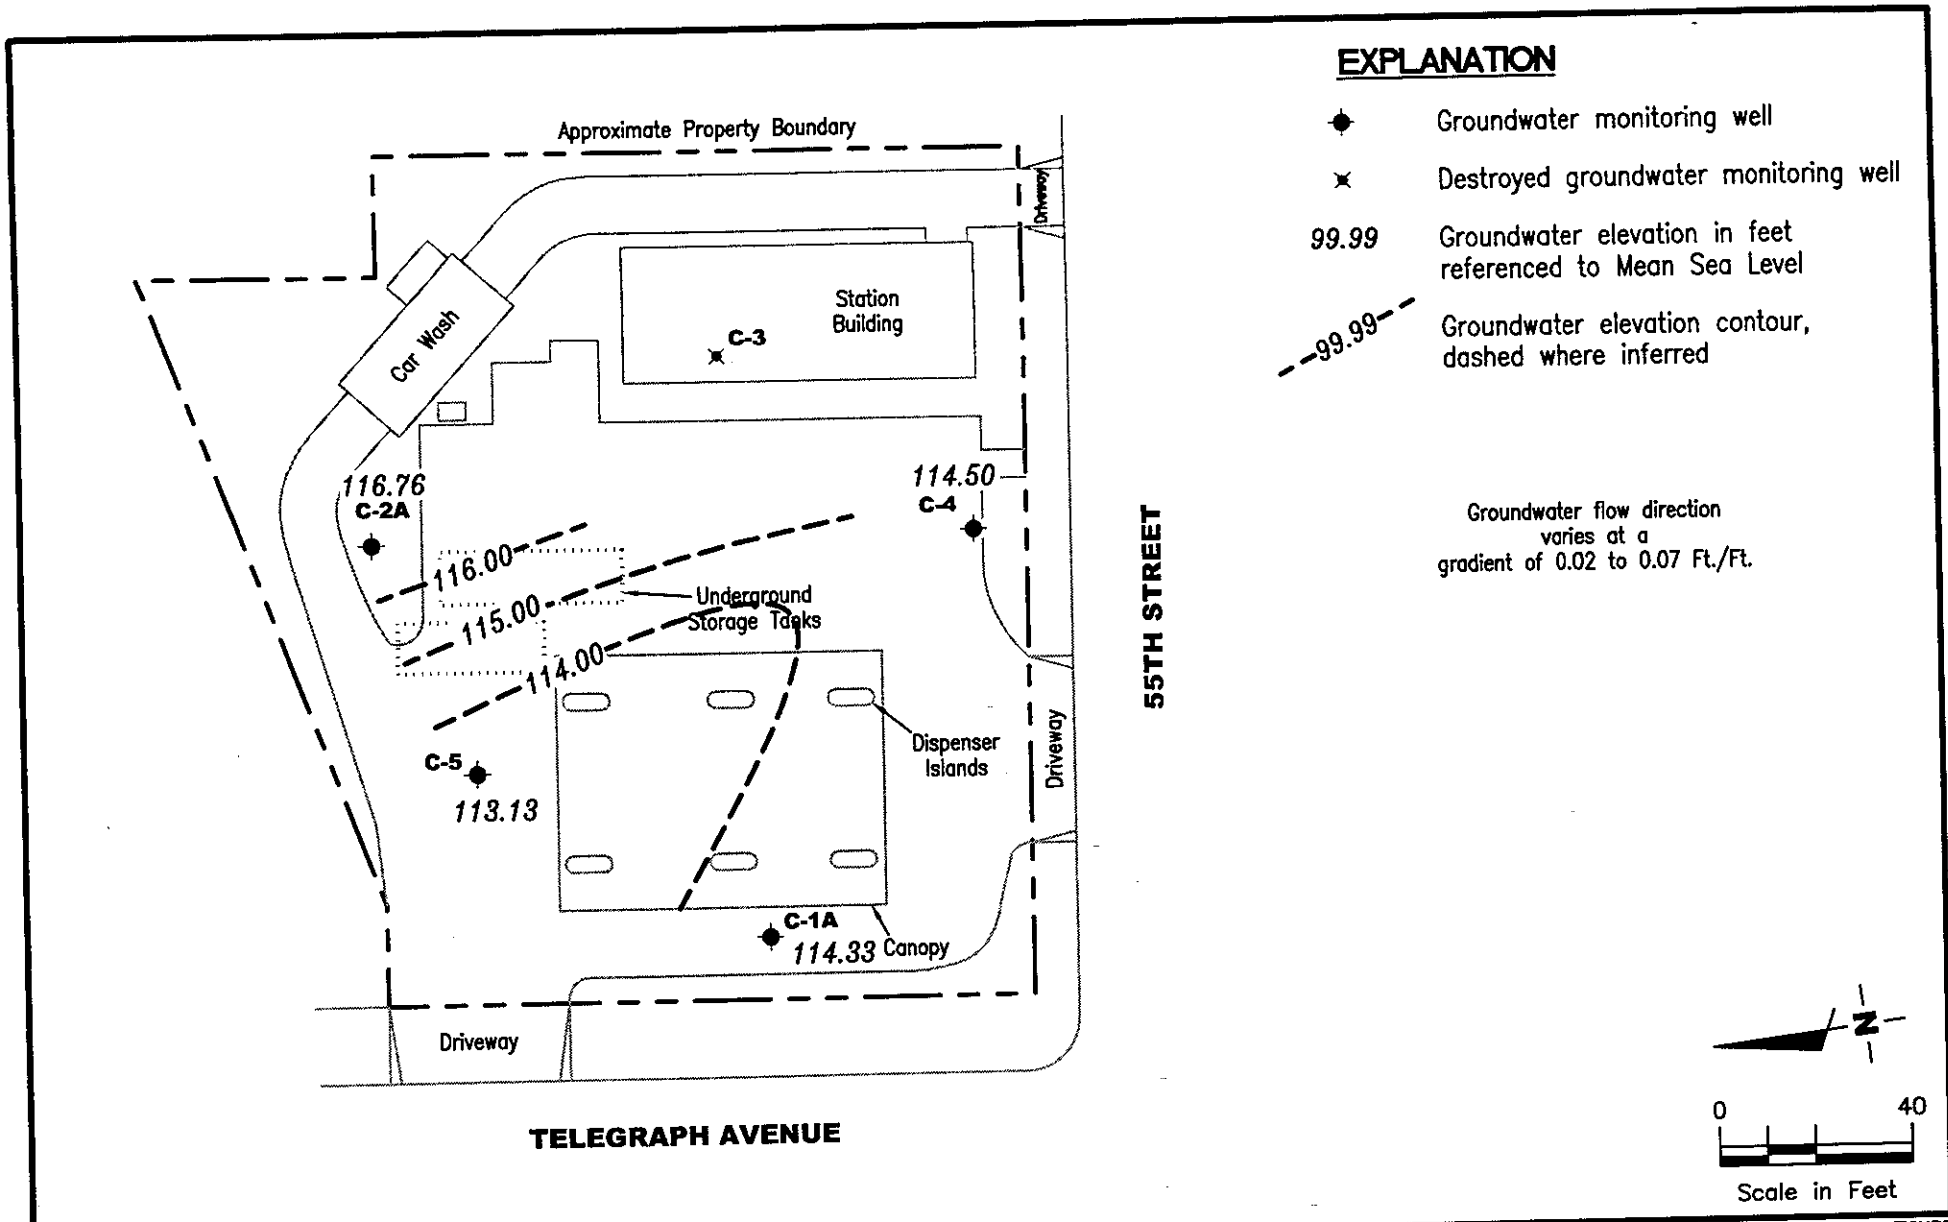 EXPLANATION
Groundwater monitoring well
Destroyed groundwater monitoring well
99.99
Groundwater elevation in feet
referenced to Mean Sea Level
99.99
Groundwater elevation contour,
dashed where inferred
Groundwater flow direction
varies at a
gradient of 0.02 to 0.07 Ft./Ft.
Approximate Property Boundary
Driveway
Station
Building
C-3
Car Wash
116.76
C-2A
114.50
C-4
116.00
115.00
114.00
Underground
Storage Tanks
55TH STREET
C-5
113.13
Dispenser
Islands
Driveway
C-1A
114.33
Canopy
Driveway
TELEGRAPH AVENUE
N
0 40
Scale in Feet